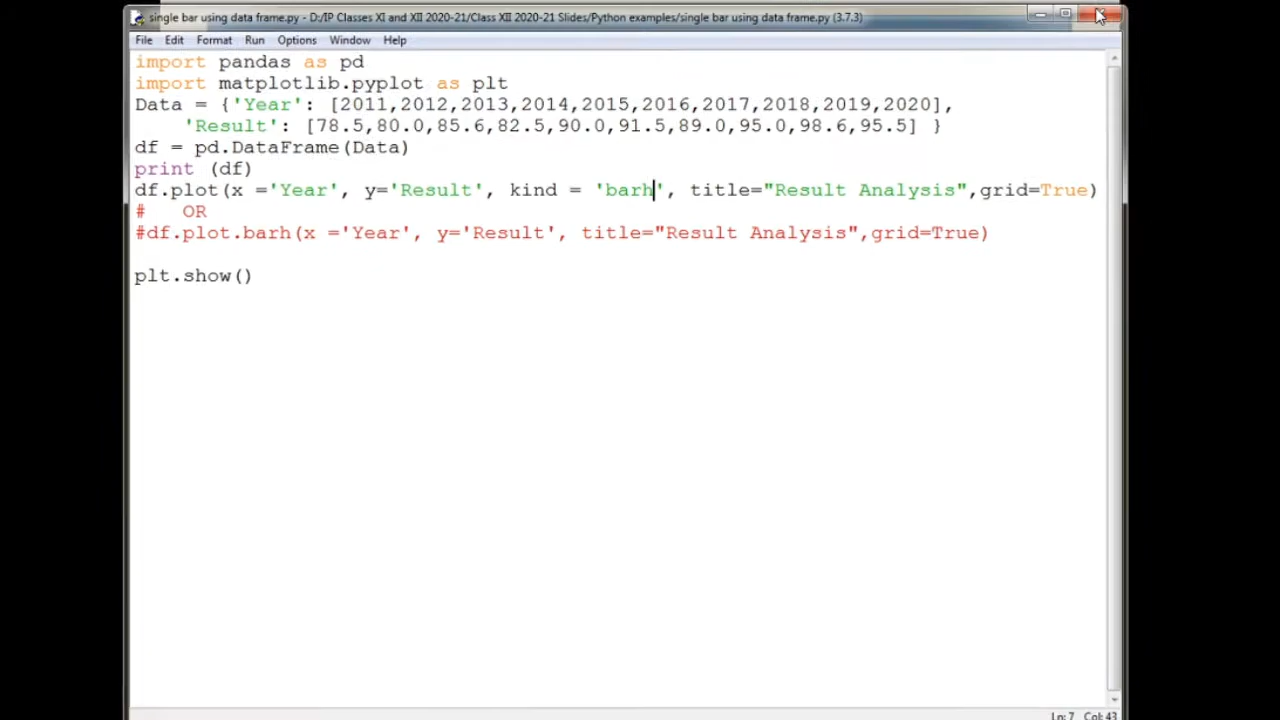 single bar using data frame.py - D:/IP Classes XI and XII 2020-21/Class XII 2020-21 Slides/Python examples/single bar using data frame.py (3.7.3)
File Edit Format Run Options Window Help
import pandas as pd
import matplotlib.pyplot as plt
Data = {'Year': [2011,2012,2013,2014,2015,2016,2017,2018,2019,2020],
     'Result': [78.5,80.0,85.6,82.5,90.0,91.5,89.0,95.0,98.6,95.5] }
df = pd.DataFrame(Data)
print (df)
df.plot(x ='Year', y='Result', kind = 'barh', title="Result Analysis",grid=True)
#   OR
#df.plot.barh(x ='Year', y='Result', title="Result Analysis",grid=True)
plt.show()
Ln: 7 Col: 43